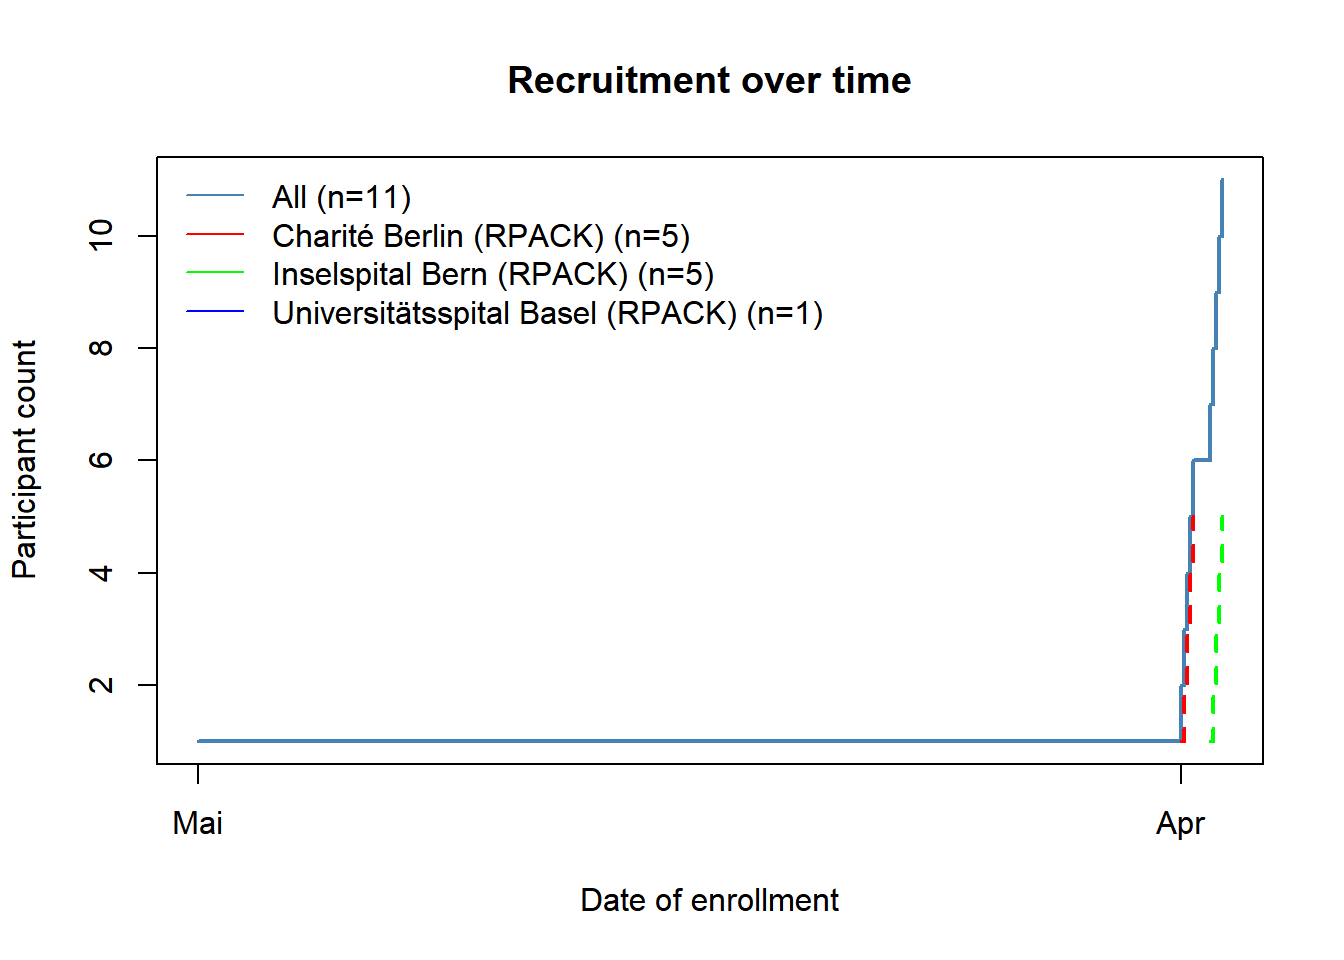 Recruitment over time
All (n=11)
Charité Berlin (RPACK) (n=5)
Inselspital Bern (RPACK) (n=5)
Universitätsspital Basel (RPACK) (n=1)
Participant count
10
8
6
4
2
Mai
Apr
Date of enrollment